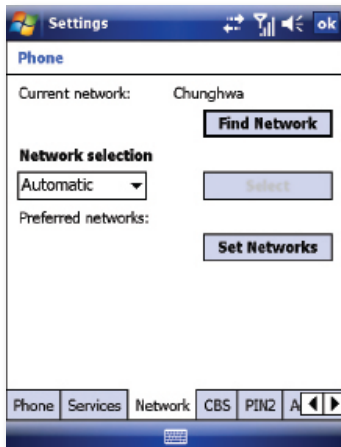 Settings ok
Phone
Current network: Chunghwa
Find Network
Network selection
Automatic Select
Preferred networks:
Set Networks
Phone Services Network CBS PIN2 A